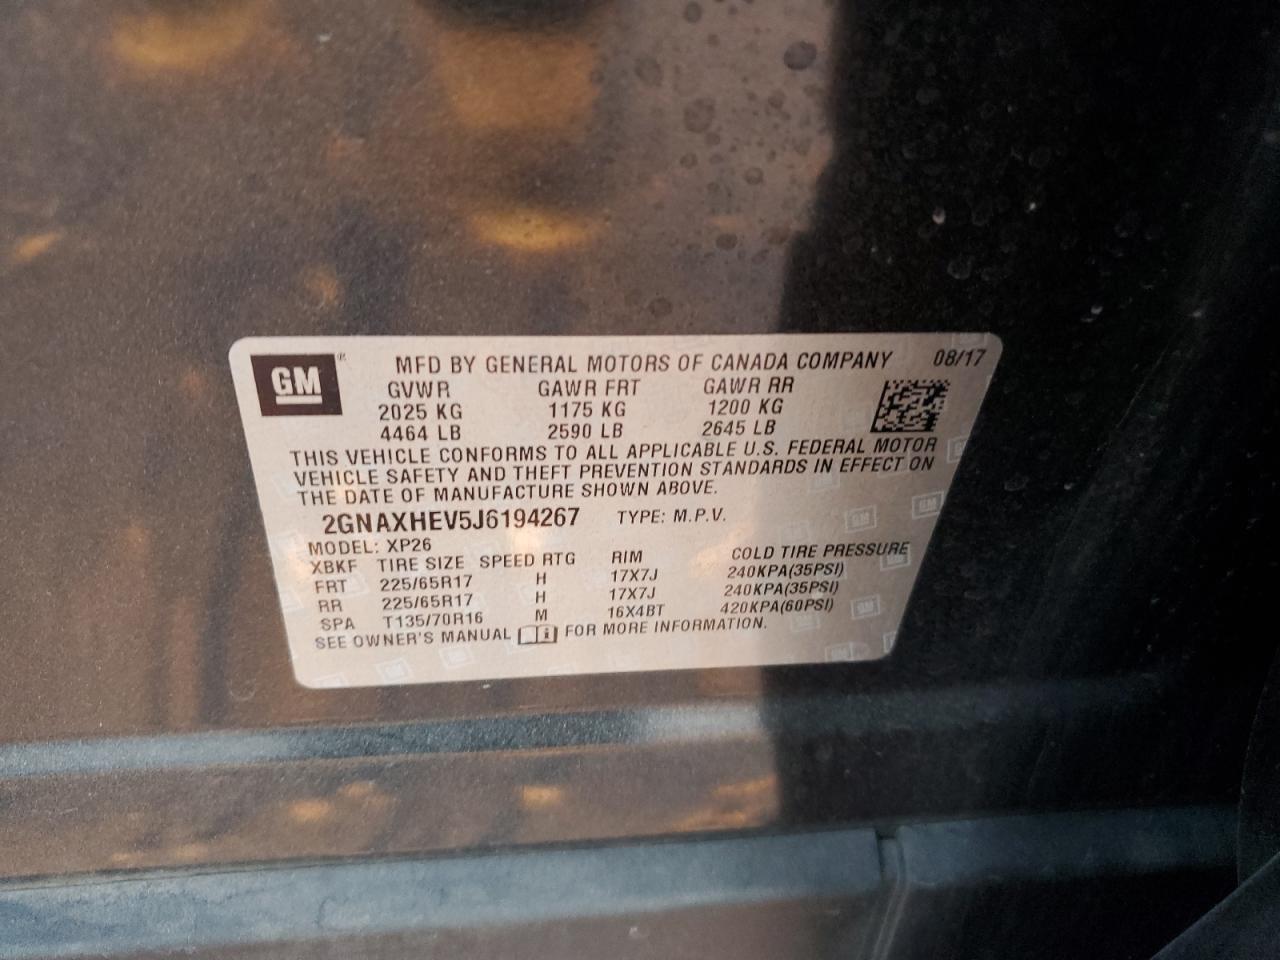 GM ® MFD BY GENERAL MOTORS OF CANADA COMPANY 08/17
GVWR GAWR FRT GAWR RR
2025 KG 1175 KG 1200 KG
4464 LB 2590 LB 2645 LB
THIS VEHICLE CONFORMS TO ALL APPLICABLE U.S. FEDERAL MOTOR
VEHICLE SAFETY AND THEFT PREVENTION STANDARDS IN EFFECT ON
THE DATE OF MANUFACTURE SHOWN ABOVE.
2GNAXHEV5J6194267 TYPE: M.P.V.
MODEL: XP26
XBKF TIRE SIZE SPEED RTG RIM COLD TIRE PRESSURE
FRT 225/65R17 H 17X7J 240KPA(35PSI)
RR 225/65R17 H 17X7J 240KPA(35PSI)
SPA T135/70R16 M 16X4BT 420KPA(60PSI)
SEE OWNER'S MANUAL i FOR MORE INFORMATION.